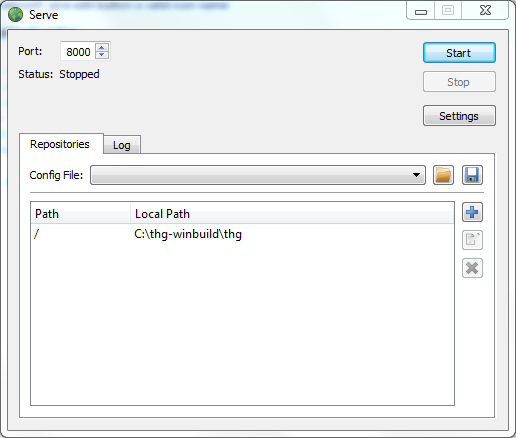 Serve
Port: 8000
Start
Status: Stopped
Stop
Settings
Repositories Log
Config File:
Path Local Path
/ C:\thg-winbuild\thg